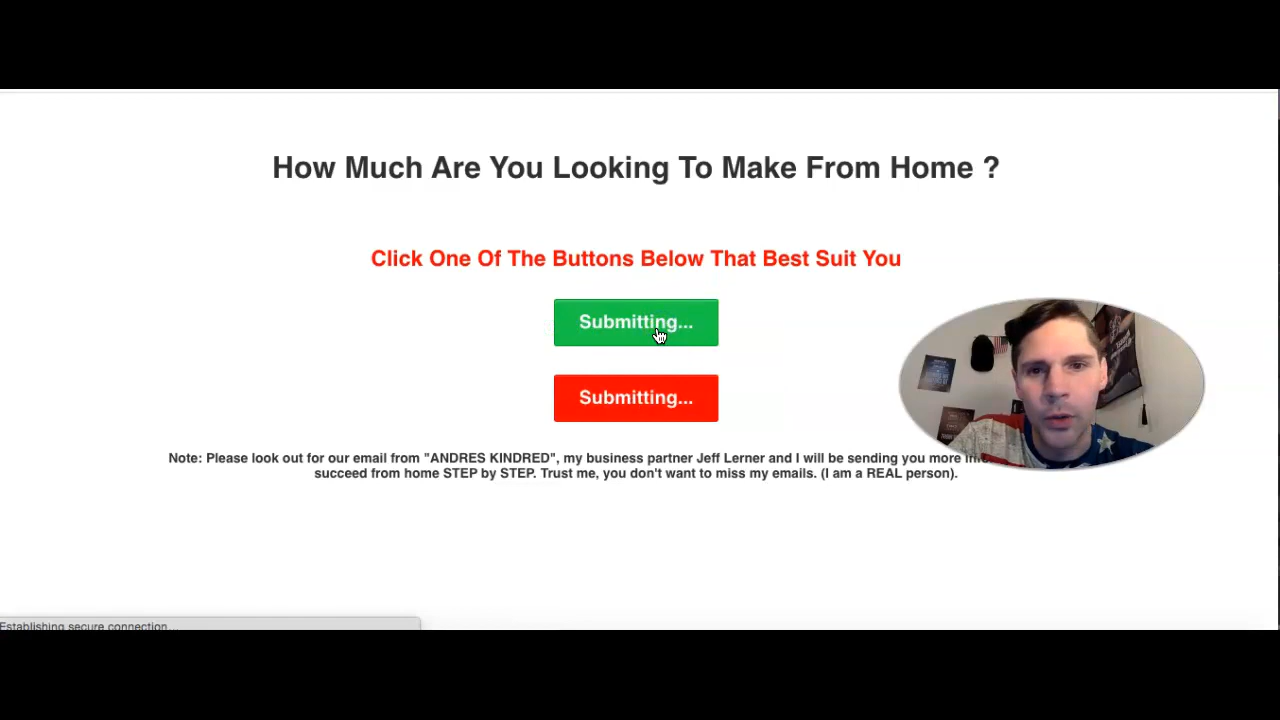 How Much Are You Looking To Make From Home ?
Click One Of The Buttons Below That Best Suit You
Submitting...
Submitting...
Note: Please look out for our email from "ANDRES KINDRED", my business partner Jeff Lerner and I will be sending you more
succeed from home STEP by STEP. Trust me, you don't want to miss my emails. (I am a REAL person).
Establishing secure connection...